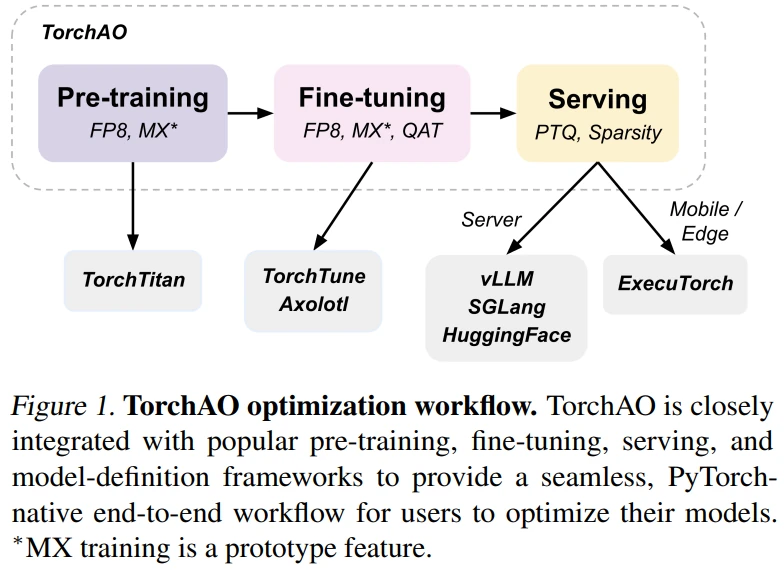 TorchAO
Pre-training
FP8, MX*
Fine-tuning
FP8, MX*, QAT
Serving
PTQ, Sparsity
Server
Mobile /
Edge
TorchTitan
TorchTune
Axolotl
vLLM
SGLang
HuggingFace
ExecuTorch
Figure 1. TorchAO optimization workflow. TorchAO is closely
integrated with popular pre-training, fine-tuning, serving, and
model-definition frameworks to provide a seamless, PyTorch-
native end-to-end workflow for users to optimize their models.
*MX training is a prototype feature.